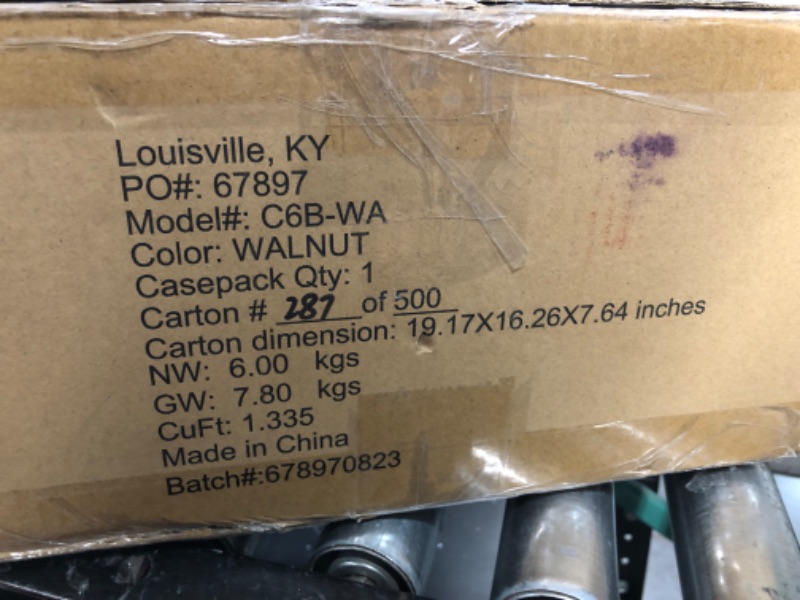 Louisville, KY
PO#: 67897
Model#: C6B-WA
Color: WALNUT
Casepack Qty: 1
Carton # 287 of 500
Carton dimension: 19.17X16.26X7.64 inches
NW: 6.00 kgs
GW: 7.80 kgs
CuFt: 1.335
Made in China
Batch#:678970823